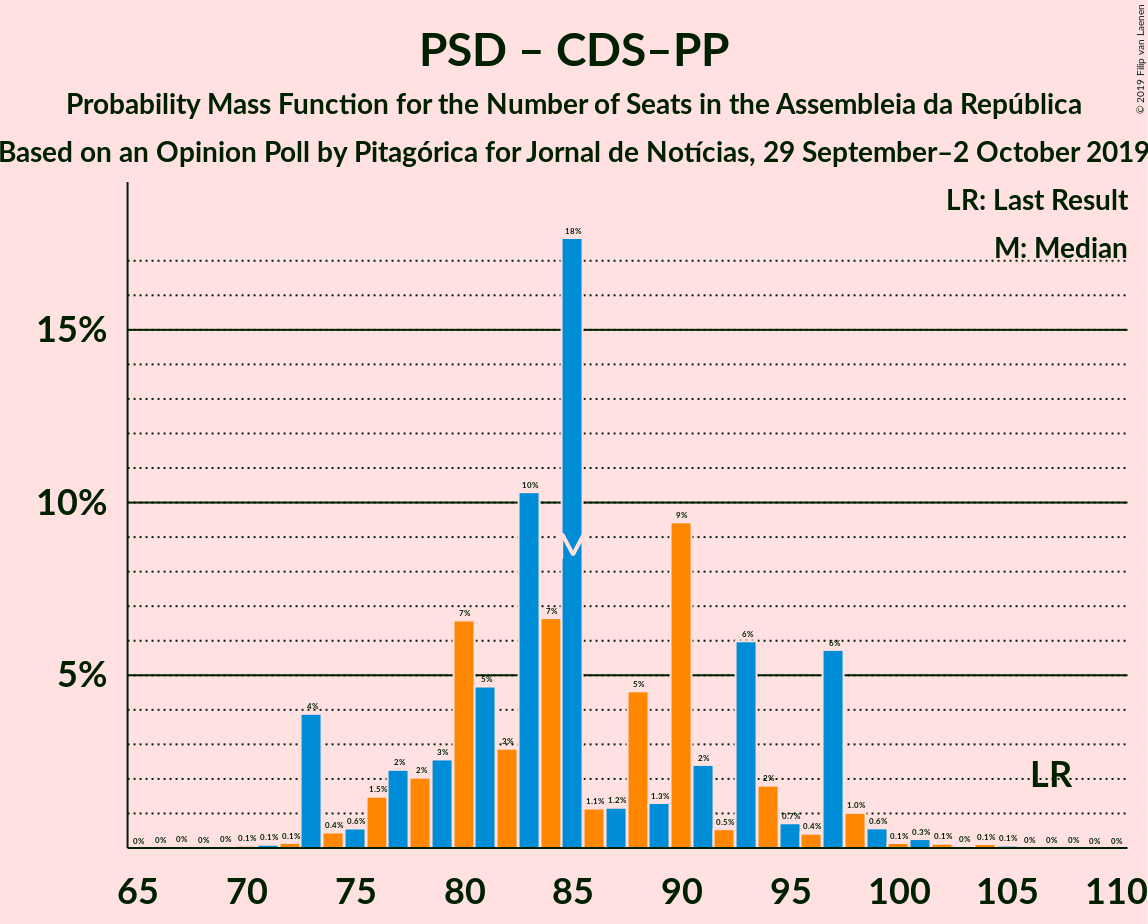 PSD – CDS–PP
Probability Mass Function for the Number of Seats in the Assembleia da República
Based on an Opinion Poll by Pitagórica for Jornal de Notícias, 29 September–2 October 2019
© 2019 Filip van Laenen
LR: Last Result
M: Median
15%
10%
5%
0% 0% 0% 0% 0% 0.1% 0.1% 0.1% 4% 0.4% 0.6% 1.5% 2% 2% 3% 7% 5% 3% 10% 7% 18% 1.1% 1.2% 5% 1.3% 9% 2% 0.5% 6% 2% 0.7% 0.4% 6% 1.0% 0.6% 0.1% 0.3% 0.1% 0% 0.1% 0.1% 0% 0% 0% 0% 0%
M
LR
65 70 75 80 85 90 95 100 105 110